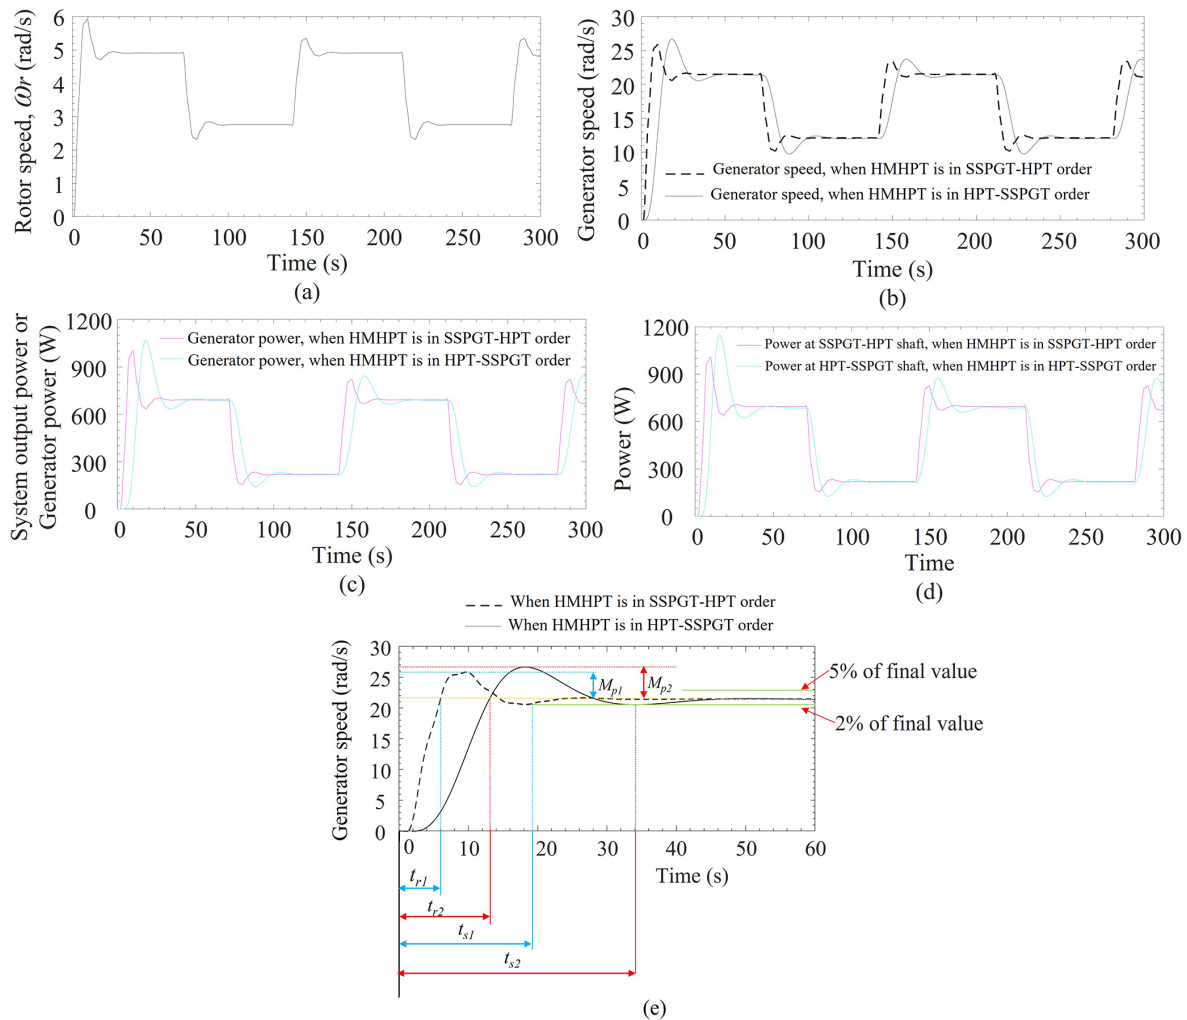 Rotor speed, ωr (rad/s)
6
5
4
3
2
1
0
0 50 100 150 200 250 300
Time (s)
(a)
Generator speed (rad/s)
30
25
20
15
10
5
0
Generator speed, when HMHPT is in SSPGT-HPT order
Generator speed, when HMHPT is in HPT-SSPGT order
0 50 100 150 200 250 300
Time (s)
(b)
System output power or
Generator power (W)
1200
900
600
300
0
Generator power, when HMHPT is in SSPGT-HPT order
Generator power, when HMHPT is in HPT-SSPGT order
0 50 100 150 200 250 300
Time (s)
(c)
Power (W)
1200
900
600
300
0
Power at SSPGT-HPT shaft, when HMHPT is in SSPGT-HPT order
Power at HPT-SSPGT shaft, when HMHPT is in HPT-SSPGT order
0 50 100 150 200 250 300
Time
(d)
When HMHPT is in SSPGT-HPT order
When HMHPT is in HPT-SSPGT order
Generator speed (rad/s)
30
25
20
15
10
5
0
Mp1
Mp2
5% of final value
2% of final value
0 10 20 30 40 50 60
Time (s)
tr1
tr2
ts1
ts2
(e)